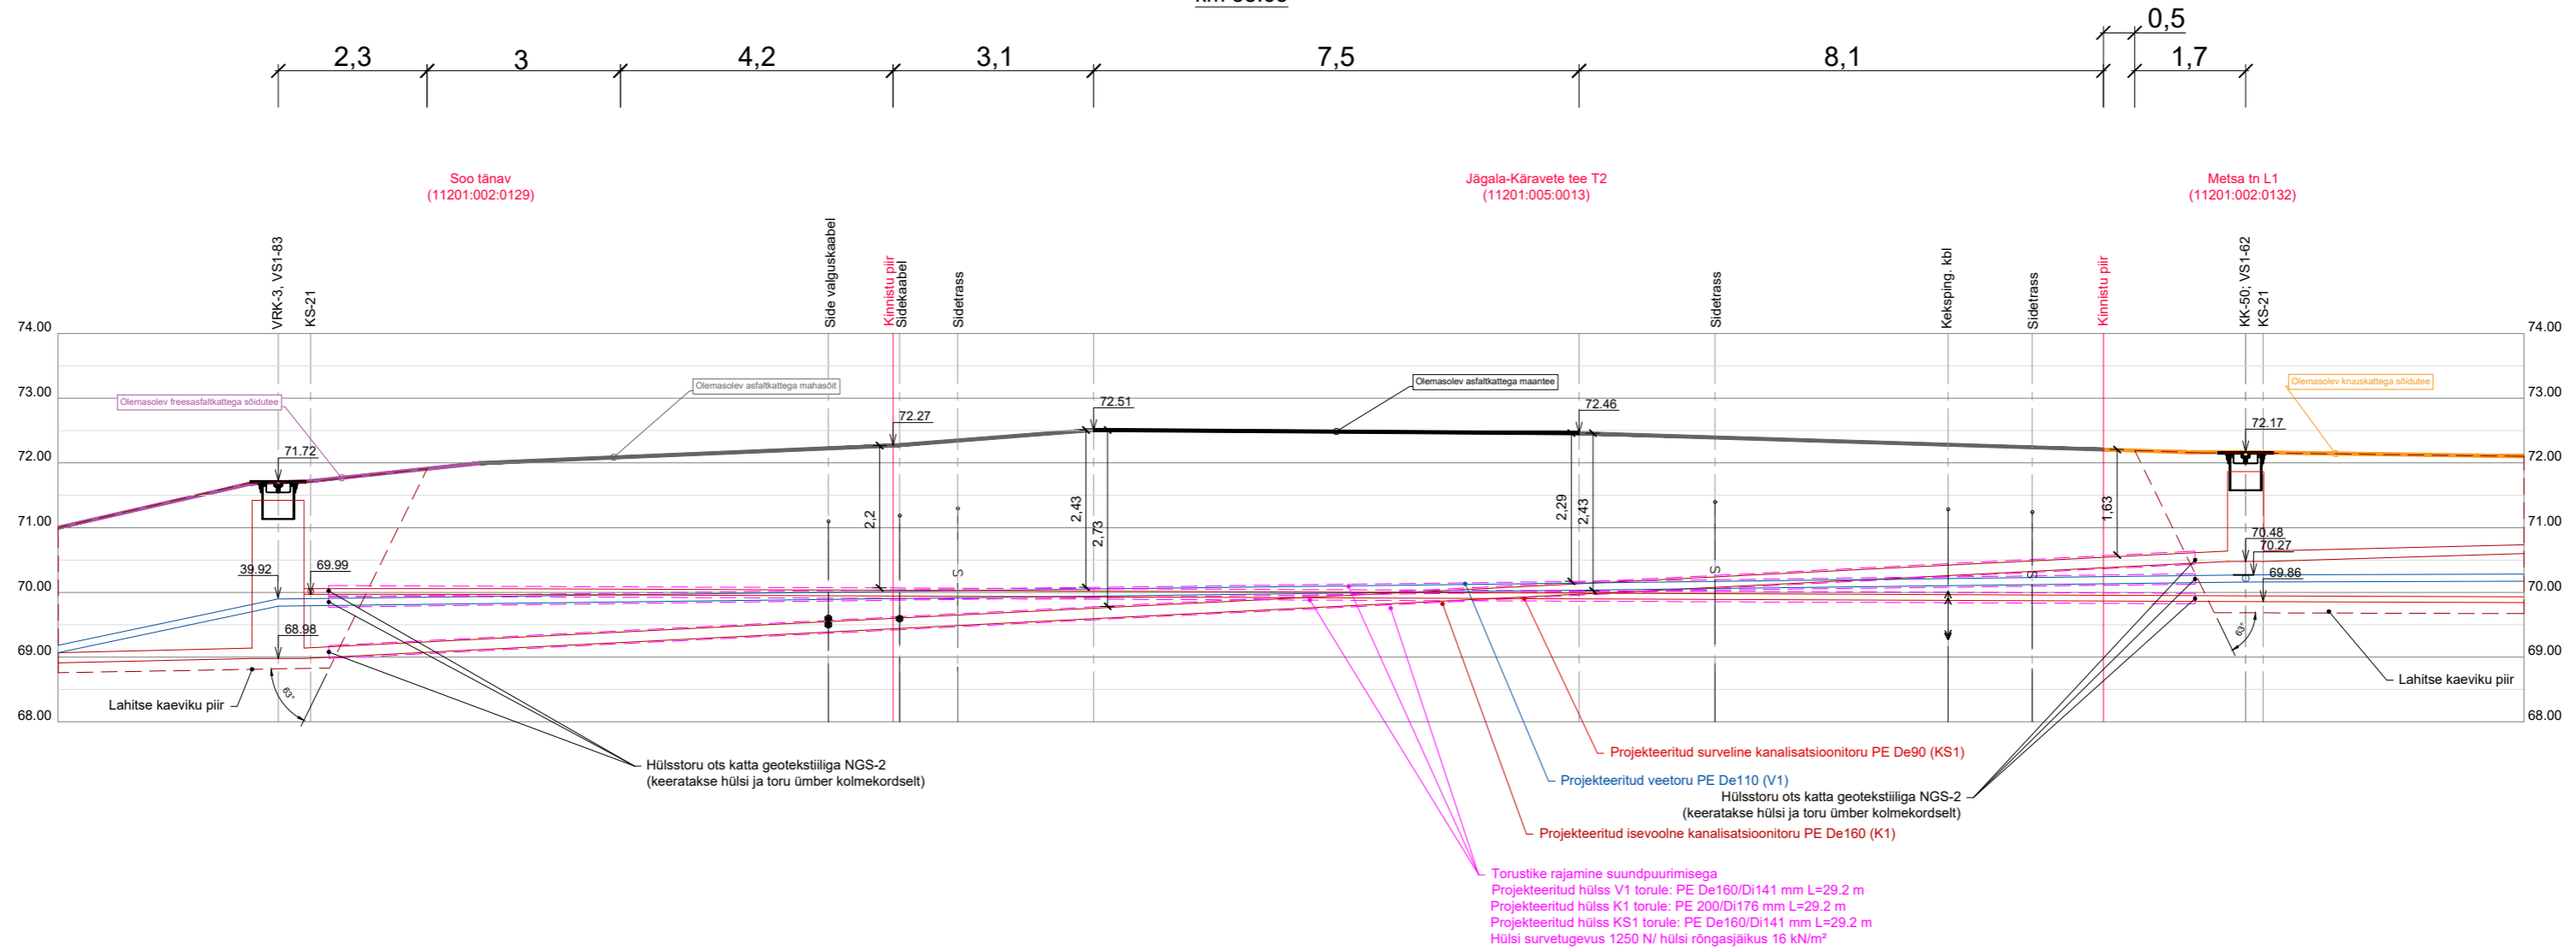 0,5
2,3
3
4,2
3,1
7,5
8,1
1,7
Soo tänav
(11201:002:0129)
Jägala-Käravete tee T2
(11201:005:0013)
Metsa tn L1
(11201:002:0132)
VRK-3, VS1-83
KS-21
Side valguskaabel
Kinnistu piir
Sidekaabel
Sidetrass
Sidetrass
Keksping. kbl
Sidetrass
Kinnistu piir
KK-50; VS1-62
KS-21
74.00
74.00
73.00
73.00
72.00
72.00
71.00
71.00
70.00
70.00
69.00
69.00
68.00
68.00
Olemasolev freesasfaltkattega sõidutee
Olemasolev asfaltkattega mahasõit
Olemasolev asfaltkattega maantee
Olemasolev kruuskattega sõidutee
71.72
72.27
72.51
72.46
72.17
2,2
2,43
2,73
2,29
2,43
1,63
39.92
69.99
68.98
70.48
70.27
69.86
S
S
S
63°
63°
Lahitse kaeviku piir
Lahitse kaeviku piir
Hülsstoru ots katta geotekstiiliga NGS-2
(keeratakse hülsi ja toru ümber kolmekordselt)
Projekteeritud surveline kanalisatsioonitoru PE De90 (KS1)
Projekteeritud veetoru PE De110 (V1)
Hülsstoru ots katta geotekstiiliga NGS-2
(keeratakse hülsi ja toru ümber kolmekordselt)
Projekteeritud isevoolne kanalisatsioonitoru PE De160 (K1)
Torustike rajamine suundpuurimisega
Projekteeritud hülss V1 torule: PE De160/Di141 mm L=29.2 m
Projekteeritud hülss K1 torule: PE 200/Di176 mm L=29.2 m
Projekteeritud hülss KS1 torule: PE De160/Di141 mm L=29.2 m
Hülsi survetugevus 1250 N/ hülsi rõngasjäikus 16 kN/m²